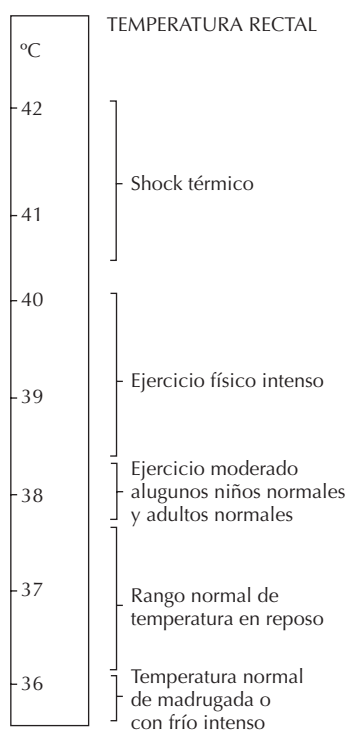 TEMPERATURA RECTAL
ºC
42
Shock térmico
41
40
Ejercicio físico intenso
39
Ejercicio moderado
alugunos niños normales
y adultos normales
38
37
Rango normal de
temperatura en reposo
36
Temperatura normal
de madrugada o
con frío intenso